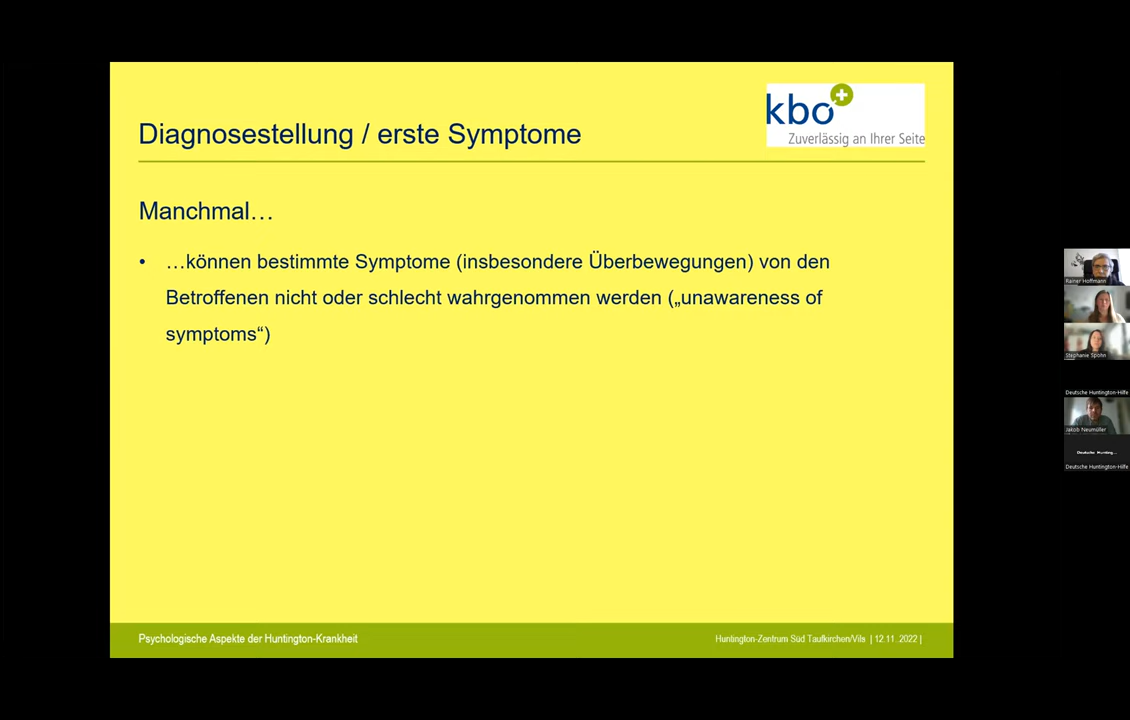 kbo
Zuverlässig an Ihrer Seite
Diagnosestellung / erste Symptome
Manchmal…
• …können bestimmte Symptome (insbesondere Überbewegungen) von den
Betroffenen nicht oder schlecht wahrgenommen werden („unawareness of
symptoms“)
Psychologische Aspekte der Huntington-Krankheit
Huntington-Zentrum Süd Taufkirchen/Vils | 12.11.2022 |
Rainer Hoffmann
Stephanie Spohn
Deutsche Huntington-Hilfe
Jakob Neumüller
Deutsche Hunting...
Deutsche Huntington-Hilfe